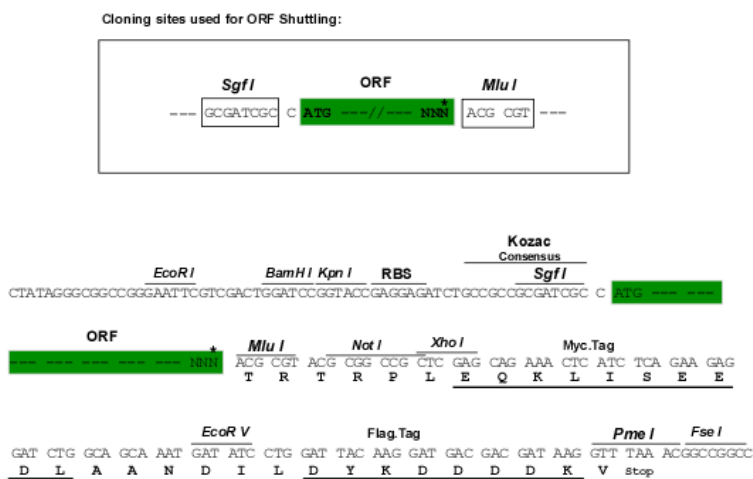 Cloning sites used for ORF Shuttling:
Sgf I ORF Mlu I
--- GCGATCGC C ATG ---//--- NNN* ACG CGT ---
Kozac
Consensus
EcoR I BamH I Kpn I RBS Sgf I
CTATAGGGCGGCCGGGAATTCGTCGACTGGATCCGGTACCGAGGAGATCTGCCGCCGCGATCGC C ATG --- ---
ORF Mlu I Not I Xho I Myc.Tag
--- --- --- --- --- --- NNN* ACG CGT ACG CGG CCG CTC GAG CAG AAA CTC ATC TCA GAA GAG
T R T R P L E Q K L I S E E
EcoR V Flag.Tag Pme I Fse I
GAT CTG GCA GCA AAT GAT ATC CTG GAT TAC AAG GAT GAC GAC GAT AAG GTT TAA ACGGCCGGCC
D L A A N D I L D Y K D D D D K V Stop